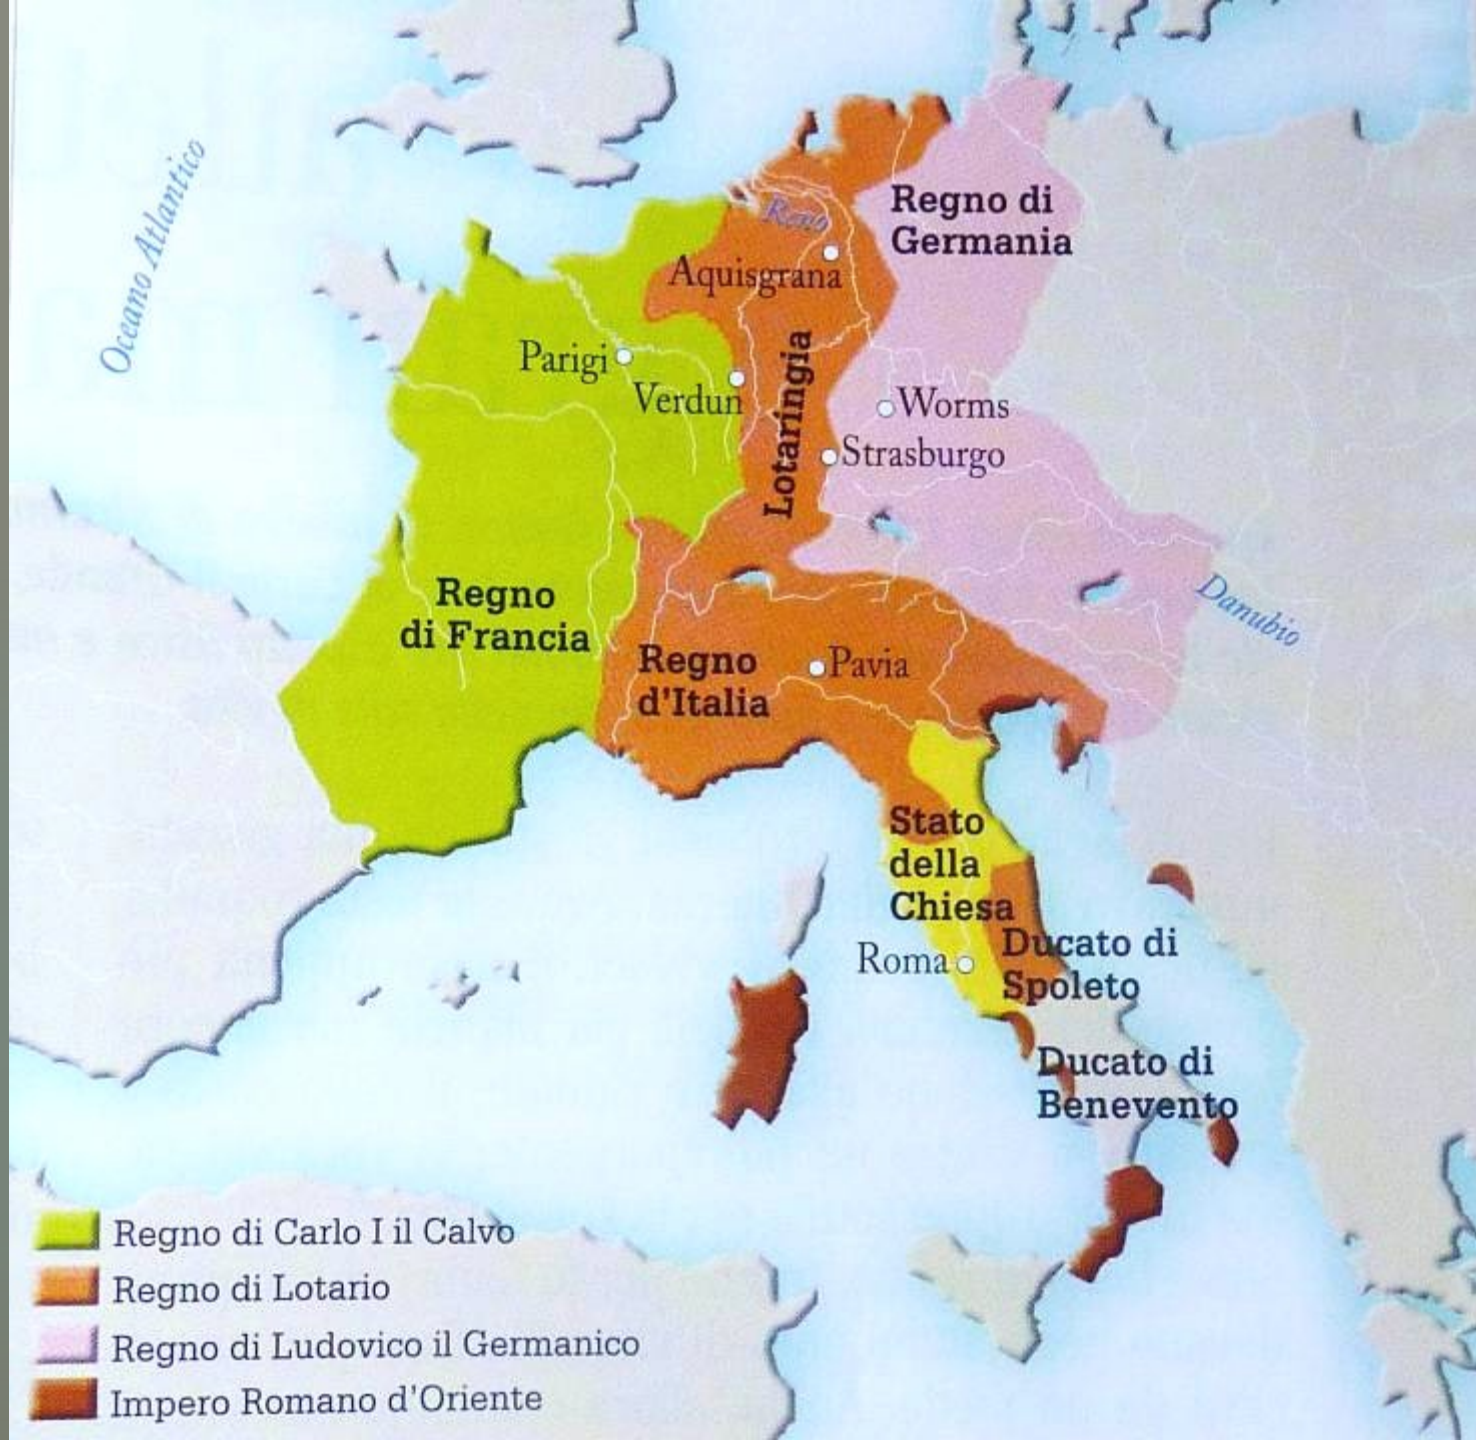 Oceano Atlantico
Reno
Regno di
Germania
Aquisgrana
Parigi
Verdun
Lotaringia
Worms
Strasburgo
Danubio
Regno
di Francia
Regno
d'Italia
Pavia
Stato
della
Chiesa
Roma
Ducato di
Spoleto
Ducato di
Benevento
Regno di Carlo I il Calvo
Regno di Lotario
Regno di Ludovico il Germanico
Impero Romano d'Oriente